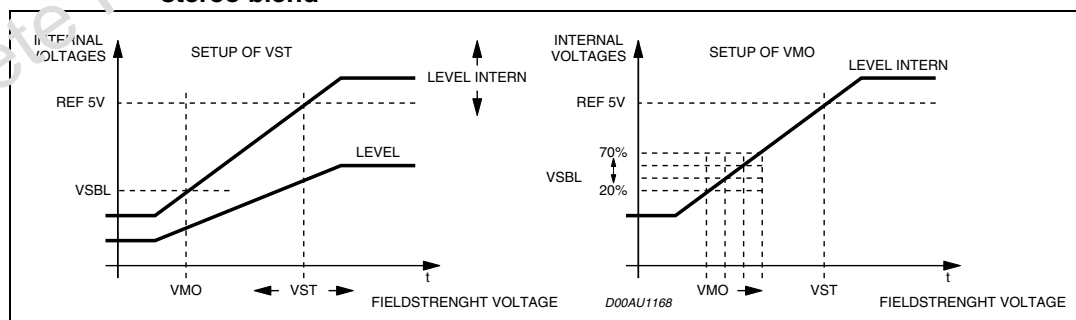 stereo blend
INTERNAL
VOLTAGES
SETUP OF VST
LEVEL INTERN
REF 5V
LEVEL
VSBL
VMO
VST
t
FIELDSTRENGHT VOLTAGE
INTERNAL
VOLTAGES
SETUP OF VMO
LEVEL INTERN
REF 5V
70%
VSBL
20%
VMO
VST
t
D00AU1168
FIELDSTRENGHT VOLTAGE